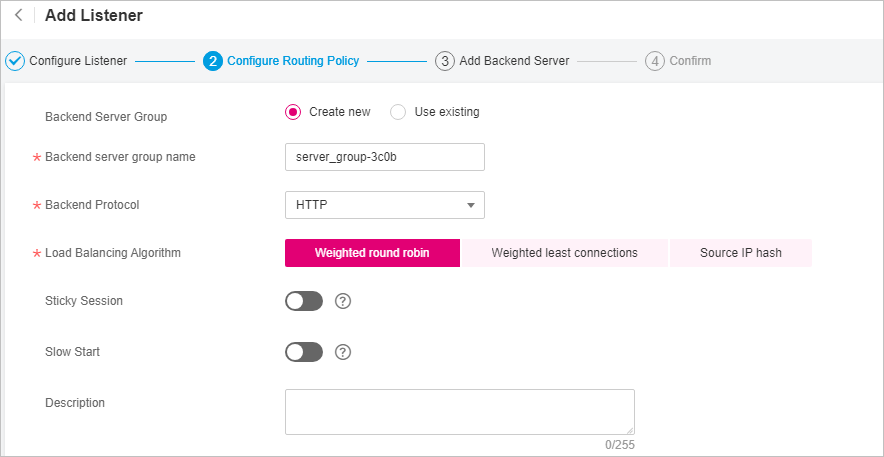 Add Listener
Configure Listener 2 Configure Routing Policy 3 Add Backend Server 4 Confirm
Backend Server Group Create new Use existing
* Backend server group name server_group-3c0b
* Backend Protocol HTTP
* Load Balancing Algorithm Weighted round robin Weighted least connections Source IP hash
Sticky Session ?
Slow Start ?
Description
0/255